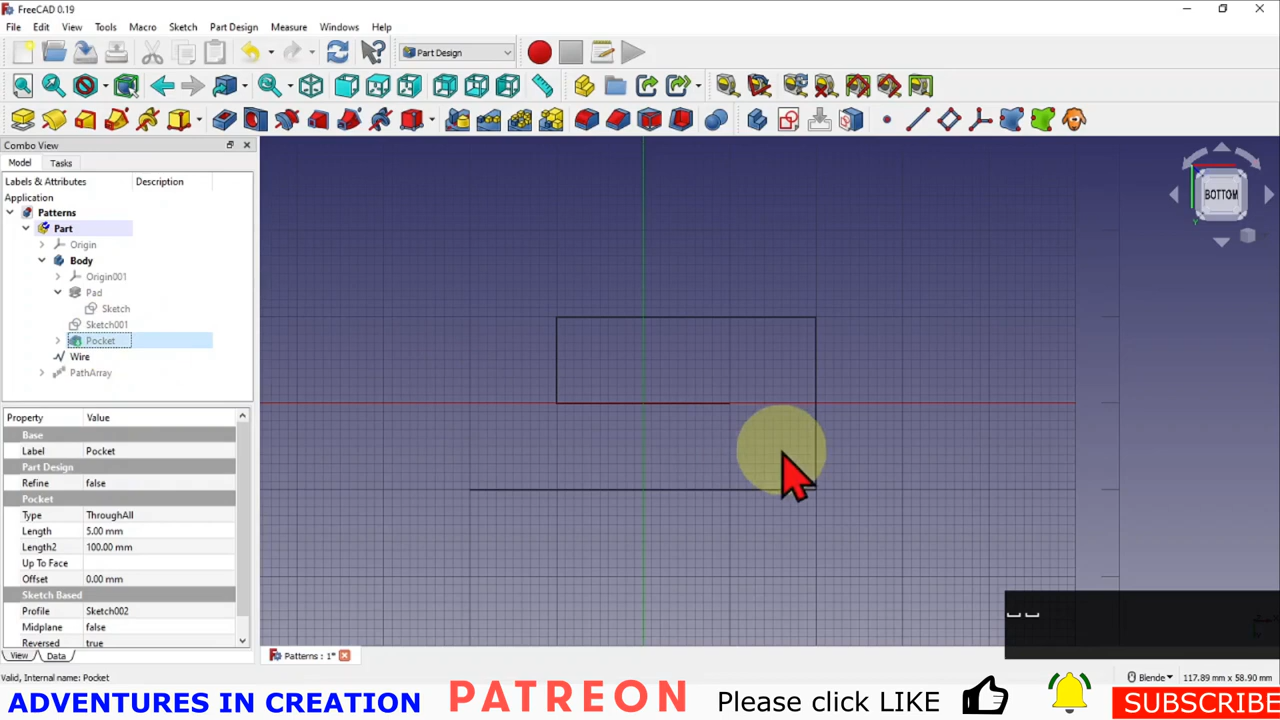 FreeCAD 0.19
File Edit View Tools Macro Sketch Part Design Measure Windows Help
Part Design
Combo View
Model Tasks
Labels & Attributes Description
Application
Patterns
Part
Origin
Body
Origin001
Pad
Sketch
Sketch001
Pocket
Wire
PathArray
BOTTOM
Property Value
Base
Label Pocket
Part Design
Refine false
Pocket
Type ThroughAll
Length 5.00 mm
Length2 100.00 mm
Up To Face
Offset 0.00 mm
Sketch Based
Profile Sketch002
Midplane false
Reversed true
View Data
Patterns : 1*
Valid, Internal name: Pocket
Blende 117.89 mm x 58.90 mm
ADVENTURES IN CREATION PATREON Please click LIKE SUBSCRIBE